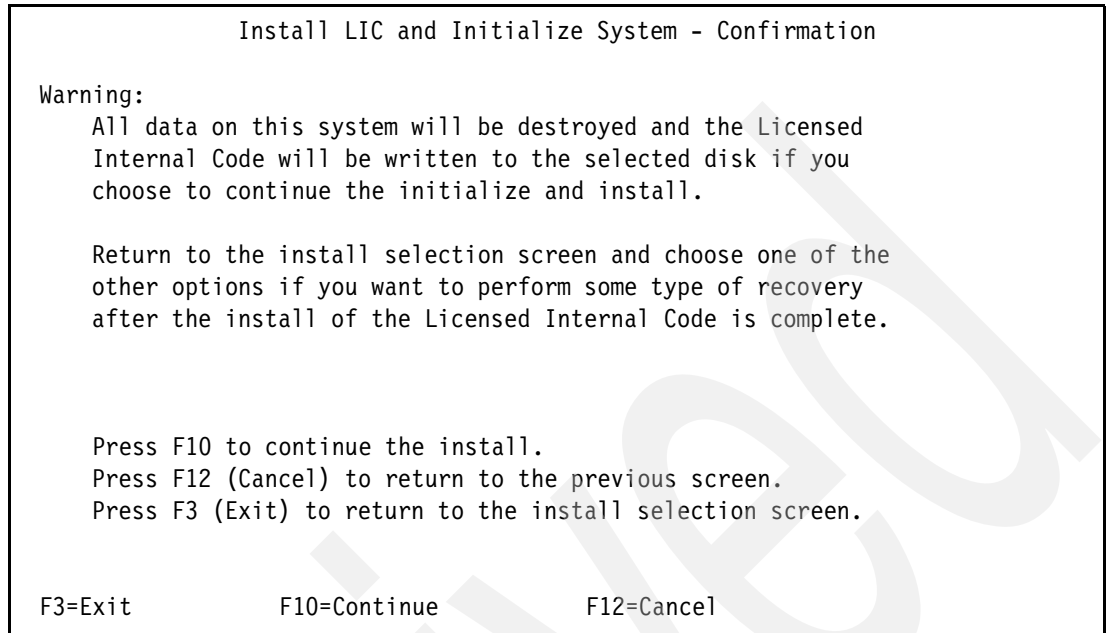 Install LIC and Initialize System - Confirmation
Warning:
All data on this system will be destroyed and the Licensed
Internal Code will be written to the selected disk if you
choose to continue the initialize and install.
Return to the install selection screen and choose one of the
other options if you want to perform some type of recovery
after the install of the Licensed Internal Code is complete.
Press F10 to continue the install.
Press F12 (Cancel) to return to the previous screen.
Press F3 (Exit) to return to the install selection screen.
F3=Exit F10=Continue F12=Cancel